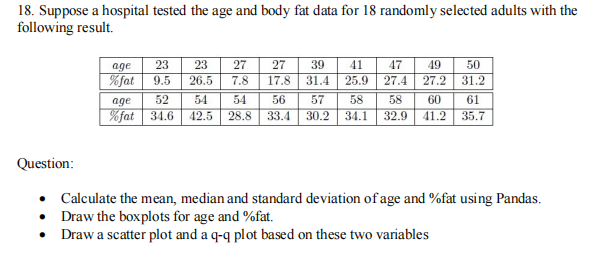 18. Suppose a hospital tested the age and body fat data for 18 randomly selected adults with the
following result.
age 23 23 27 27 39 41 47 49 50
%fat 9.5 26.5 7.8 17.8 31.4 25.9 27.4 27.2 31.2
age 52 54 54 56 57 58 58 60 61
%fat 34.6 42.5 28.8 33.4 30.2 34.1 32.9 41.2 35.7
Question:
• Calculate the mean, median and standard deviation of age and %fat using Pandas.
• Draw the boxplots for age and %fat.
• Draw a scatter plot and a q-q plot based on these two variables